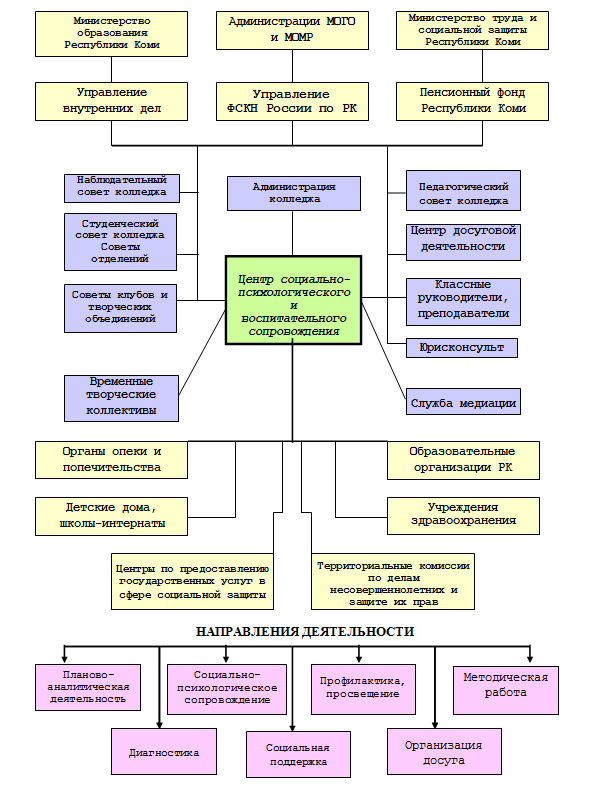 Министерство
образования
Республики Коми
Администрации МОГО
и МОМР
Министерство труда и
социальной защиты
Республики Коми
Управление
внутренних дел
Управление
ФСКН России по РК
Пенсионный фонд
Республики Коми
Наблюдательный
совет колледжа
Администрация
колледжа
Педагогический
совет колледжа
Студенческий
совет колледжа
Советы
отделений
Центр досуговой
деятельности
Центр социально-
психологического
и
воспитательного
сопровождения
Советы клубов и
творческих
объединений
Классные
руководители,
преподаватели
Юрисконсульт
Временные
творческие
коллективы
Служба медиации
Органы опеки и
попечительства
Образовательные
организации РК
Детские дома,
школы-интернаты
Учреждения
здравоохранения
Центры по предоставлению
государственных услуг в
сфере социальной защиты
Территориальные комиссии
по делам
несовершеннолетних и
защите их прав
НАПРАВЛЕНИЯ ДЕЯТЕЛЬНОСТИ
Планово-
аналитическая
деятельность
Социально-
психологическое
сопровождение
Профилактика,
просвещение
Методическая
работа
Диагностика
Социальная
поддержка
Организация
досуга